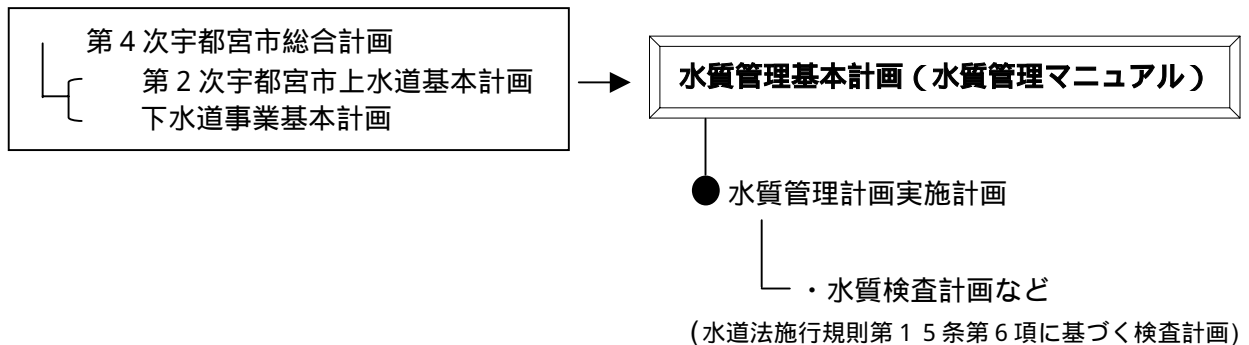 第４次宇都宮市総合計画
第２次宇都宮市上水道基本計画
下水道事業基本計画
水質管理基本計画（水質管理マニュアル）
水質管理計画実施計画
・水質検査計画など
(水道法施行規則第１５条第６項に基づく検査計画)